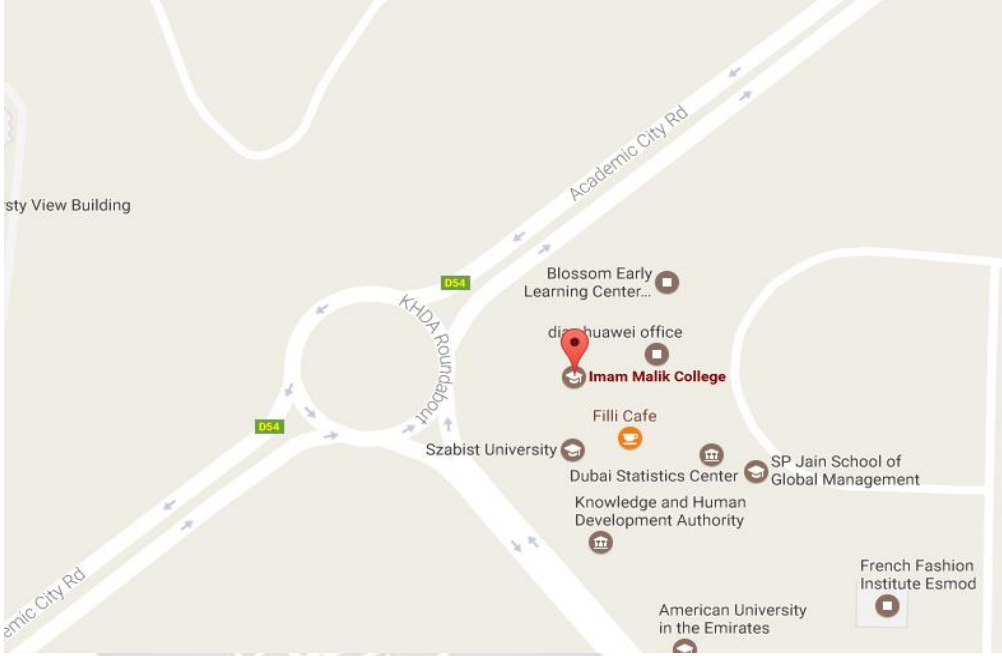 Academic City Rd
View Building
Blossom Early
Learning Center...
D54
KHDA Roundabout
huawei office
Imam Malik College
Filli Cafe
D54
Szabist University
Dubai Statistics Center
SP Jain School of
Global Management
Knowledge and Human
Development Authority
French Fashion
Institute Esmod
City Rd
American University
in the Emirates